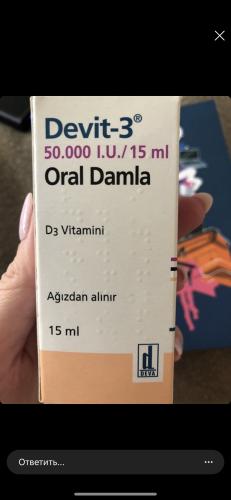 Devit-3®
50.000 I.U./15 ml
Oral Damla
D3 Vitamini
Ağızdan alınır
15 ml
d
DEVA
Ответить...